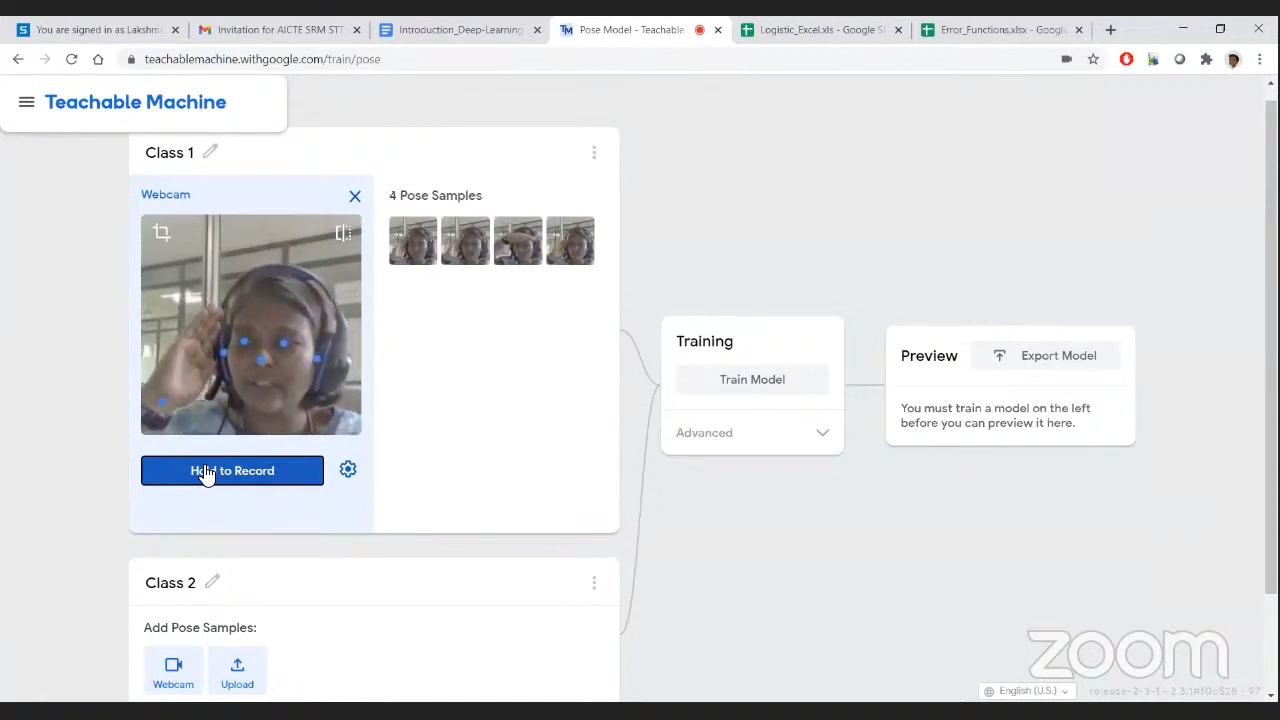 You are signed in as Lakshmi
Invitation for AICTE SRM STT
Introduction_Deep-Learning
Pose Model - Teachable
Logistic_Excel.xls - Google S
Error_Functions.xlsx - Google
teachablemachine.withgoogle.com/train/pose
Teachable Machine
Class 1
Webcam
4 Pose Samples
Hold to Record
Training
Train Model
Advanced
Preview
Export Model
You must train a model on the left
before you can preview it here.
Class 2
Add Pose Samples:
Webcam
Upload
zoom
English (U.S.)